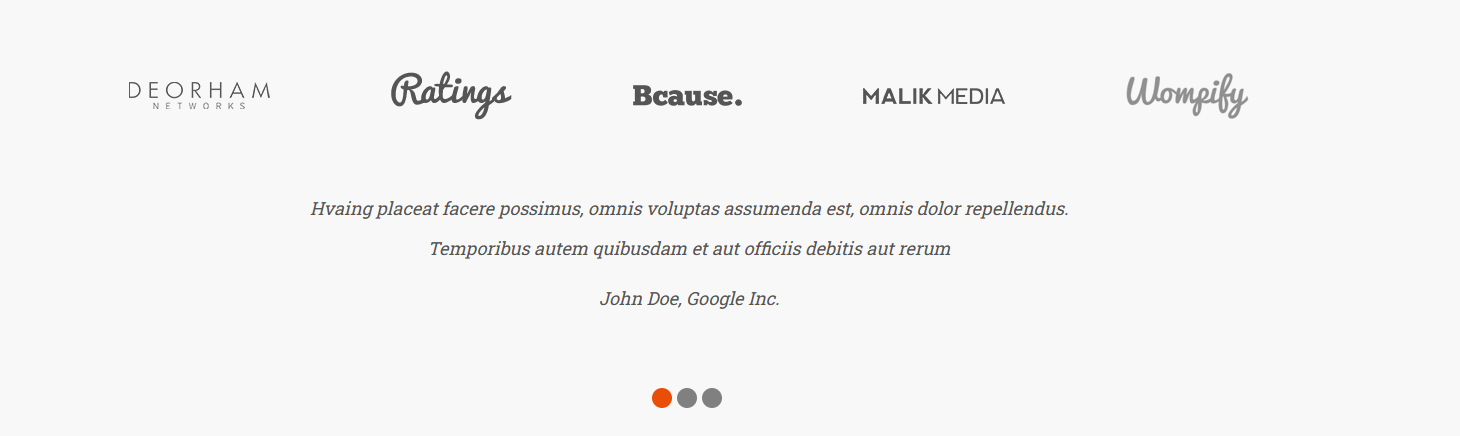 DEORHAM
NETWORKS
Ratings
Bcause.
MALIK MEDIA
Wompify
Hvaing placeat facere possimus, omnis voluptas assumenda est, omnis dolor repellendus.
Temporibus autem quibusdam et aut officiis debitis aut rerum
John Doe, Google Inc.